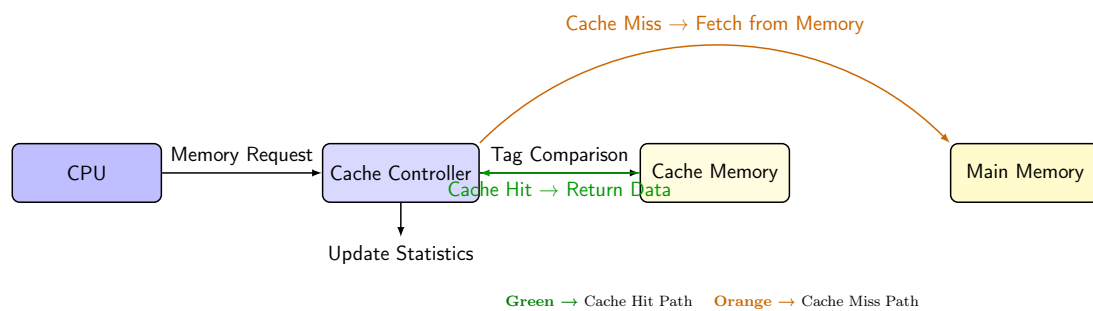 Cache Miss → Fetch from Memory
CPU
Memory Request
Cache Controller
Tag Comparison
Cache Memory
Main Memory
Cache Hit → Return Data
Update Statistics
Green → Cache Hit Path Orange → Cache Miss Path